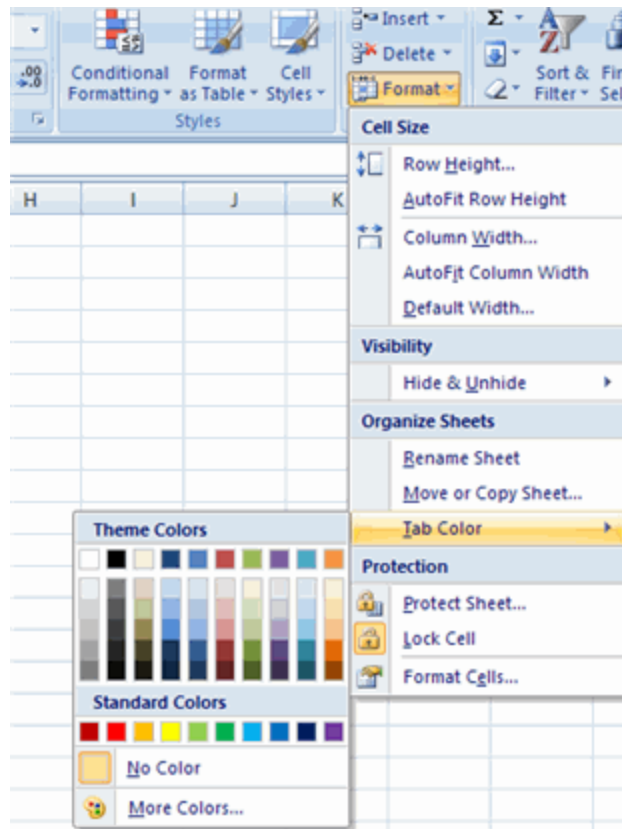 Insert
Σ
Delete
.00
.0
Conditional Formatting
Format as Table
Cell Styles
Format
Sort & Filter
Styles
H I J K
Cell Size
Row Height...
AutoFit Row Height
Column Width...
AutoFit Column Width
Default Width...
Visibility
Hide & Unhide
Organize Sheets
Rename Sheet
Move or Copy Sheet...
Tab Color
Protection
Protect Sheet...
Lock Cell
Format Cells...
Theme Colors
Standard Colors
No Color
More Colors...